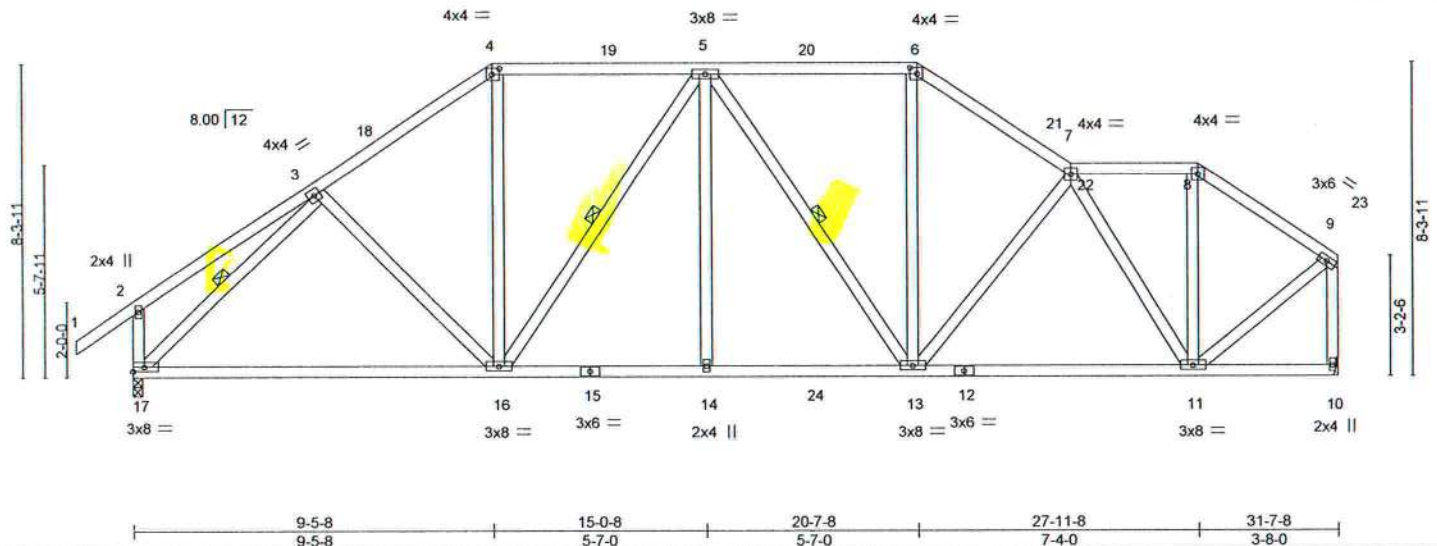 4x4 =
3x8 =
4x4 =
4
19
5
20
6
8.00 12
18
4x4 //
3
21
7
4x4 =
4x4 =
22
8
3x6 \\
23
9
8-3-11
5-7-11
2-0-0
2x4 ||
2
1
8-3-11
3-2-6
17
16
15
14
24
13
12
11
10
3x8 =
3x8 =
3x6 =
2x4 ||
3x8 =
3x6 =
3x8 =
2x4 ||
9-5-8
15-0-8
20-7-8
27-11-8
31-7-8
9-5-8
5-7-0
5-7-0
7-4-0
3-8-0